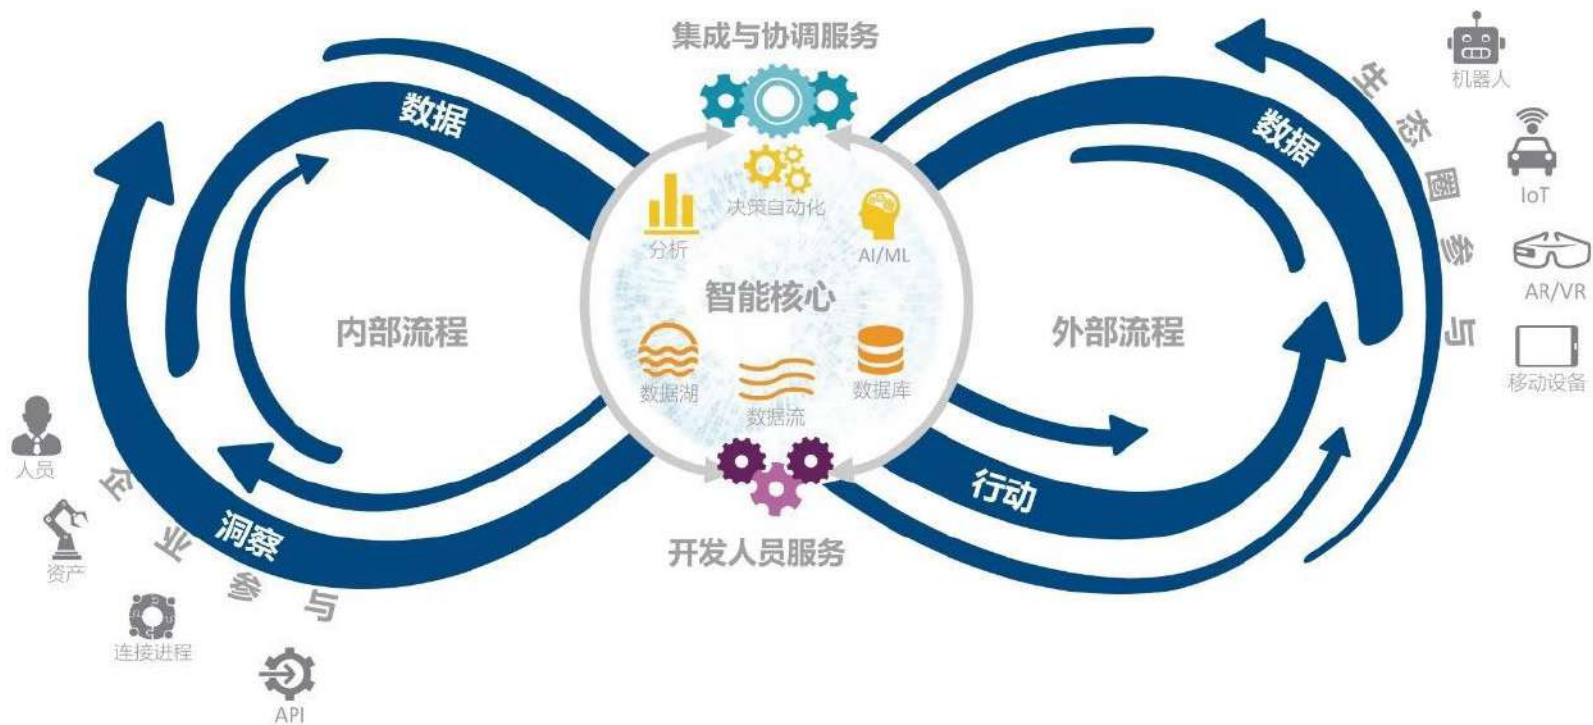 集成与协调服务
数据
决策自动化
分析
AI/ML
智能核心
数据湖
数据流
数据库
开发人员服务
内部流程
洞察
企业参与
人员
资产
连接进程
API
数据
外部流程
行动
生态圈参与
机器人
IoT
AR/VR
移动设备